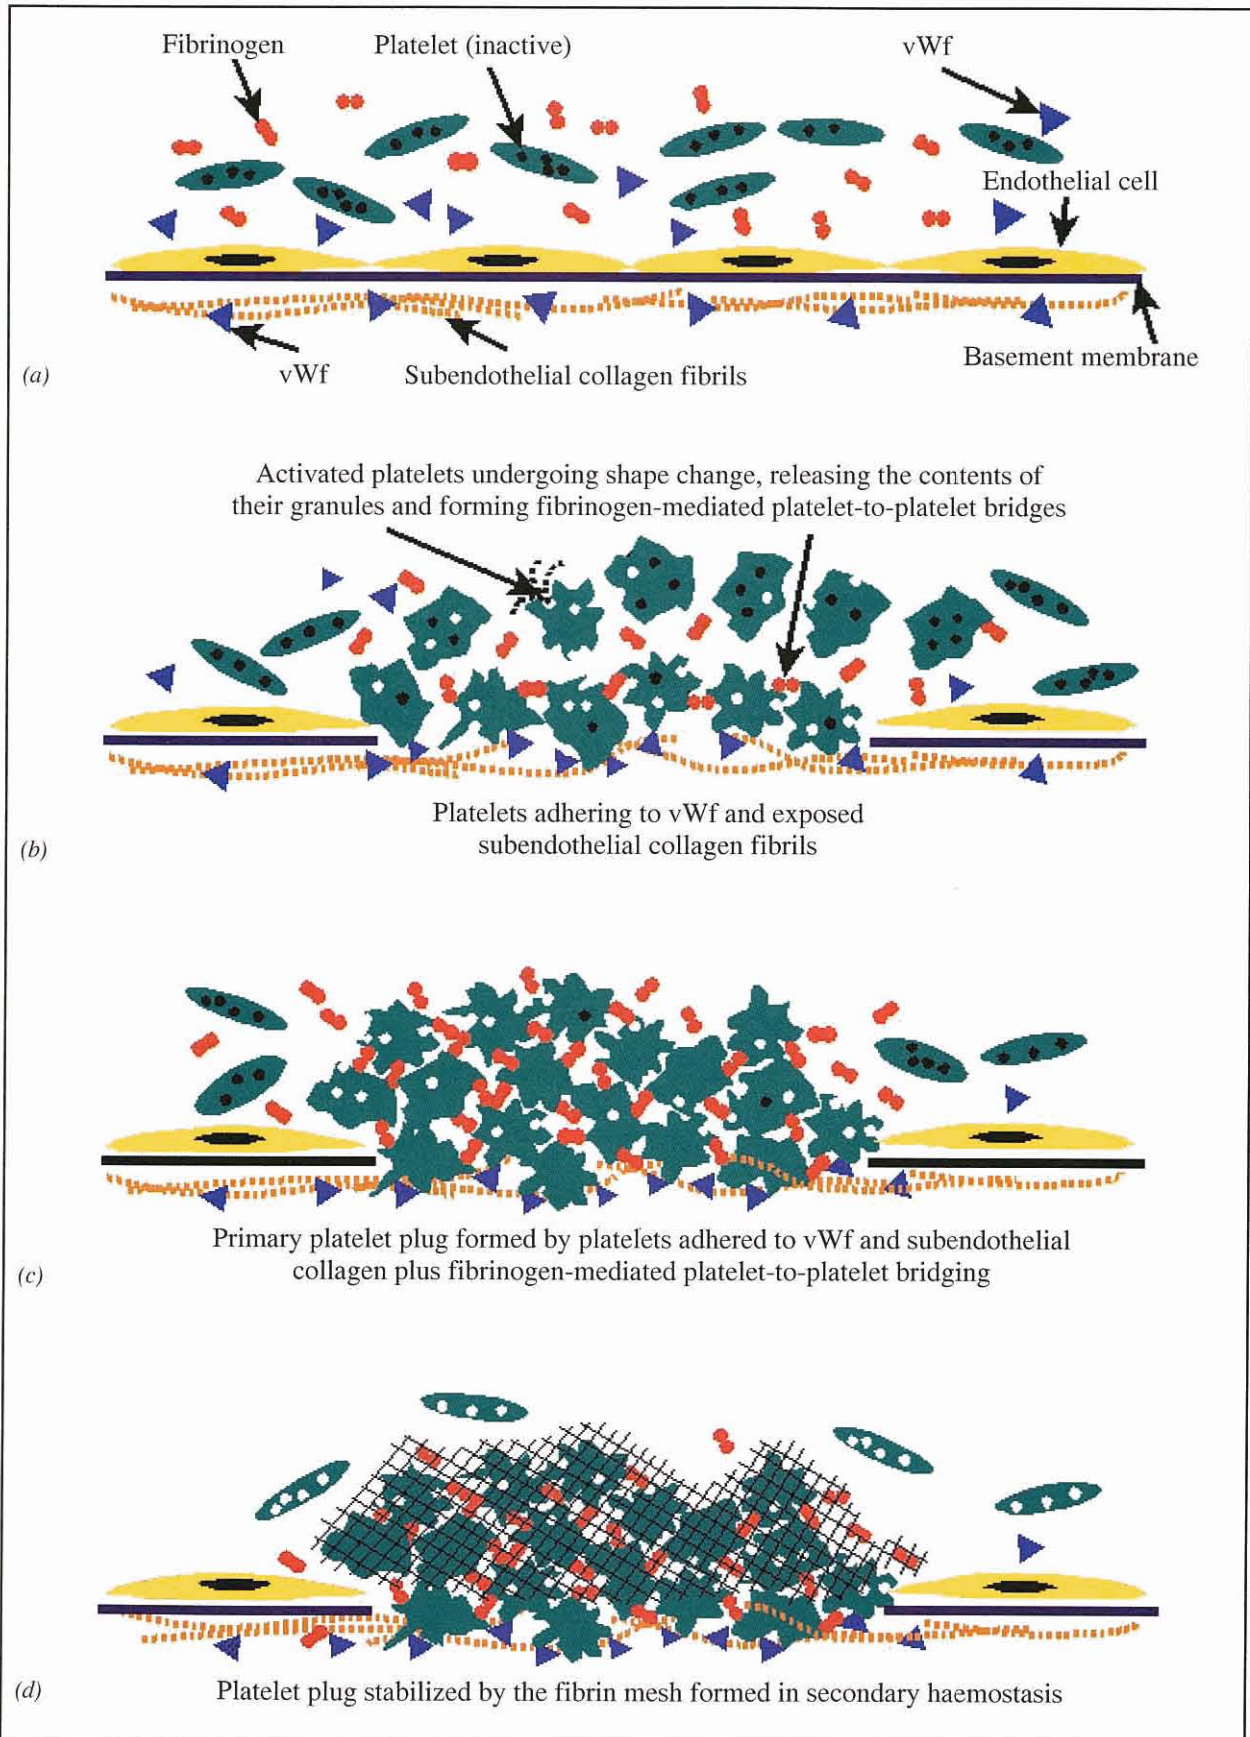 Fibrinogen
Platelet (inactive)
vWf
Endothelial cell
Basement membrane
vWf
Subendothelial collagen fibrils
(a)
Activated platelets undergoing shape change, releasing the contents of
their granules and forming fibrinogen-mediated platelet-to-platelet bridges
Platelets adhering to vWf and exposed
subendothelial collagen fibrils
(b)
Primary platelet plug formed by platelets adhered to vWf and subendothelial
collagen plus fibrinogen-mediated platelet-to-platelet bridging
(c)
Platelet plug stabilized by the fibrin mesh formed in secondary haemostasis
(d)